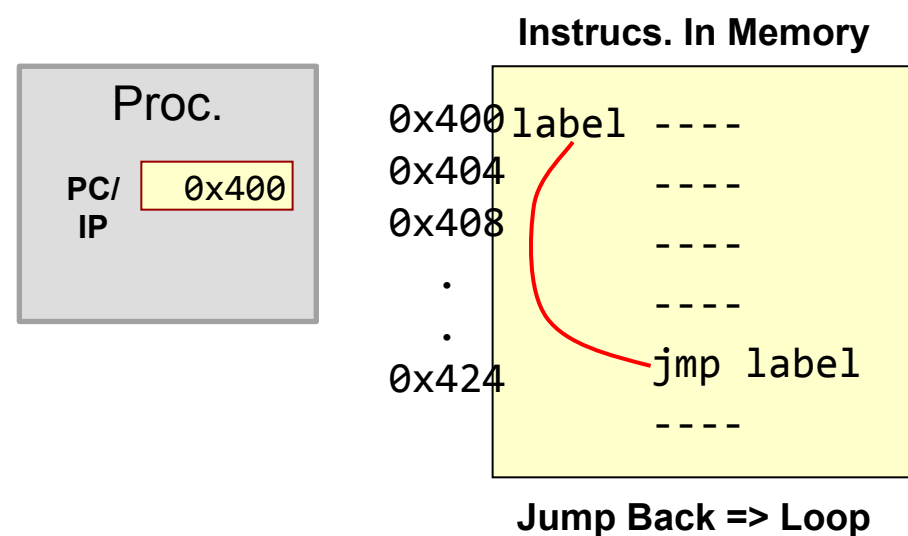 Instrucs. In Memory
Proc.
PC/
IP
0x400
0x400
0x404
0x408
.
.
0x424
label ----
----
----
----
jmp label
----
Jump Back => Loop